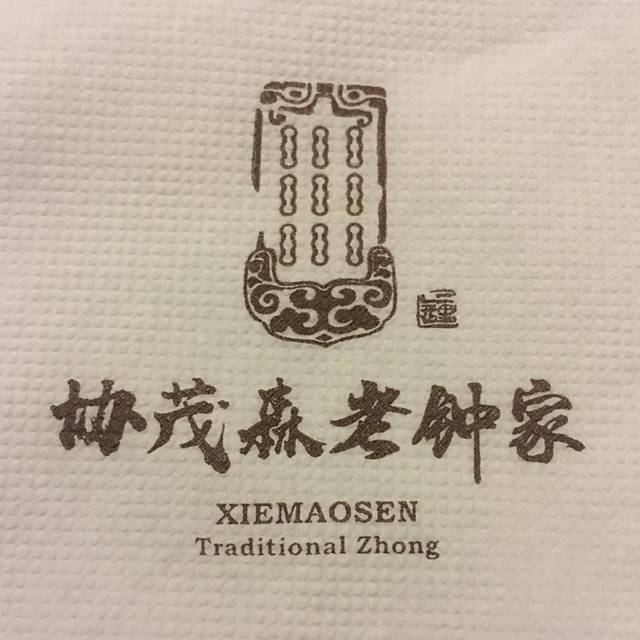 协茂森老钟家
XIEMAOSEN
Traditional Zhong